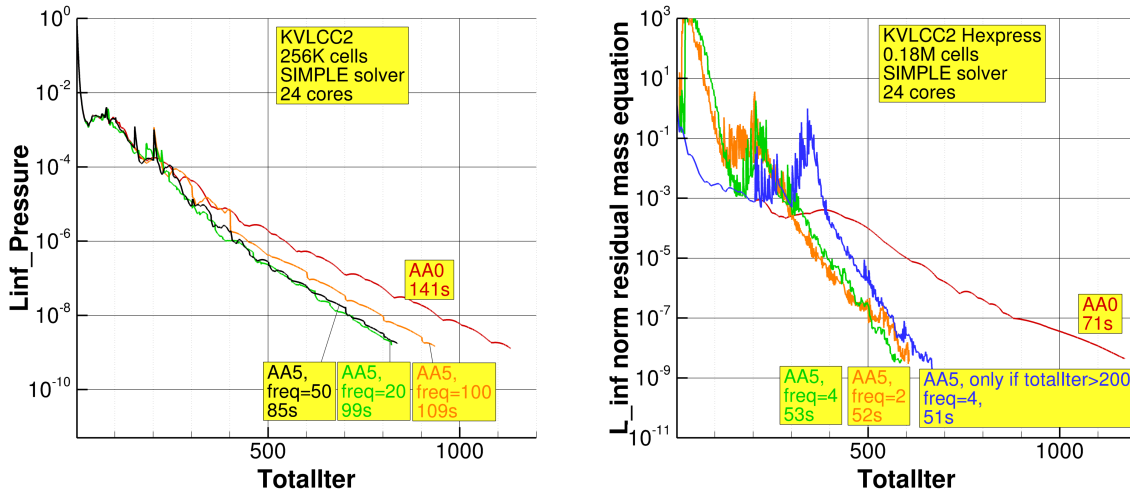 10^0
10^-2
10^-4
10^-6
10^-8
10^-10
Linf_Pressure
KVLCC2
256K cells
SIMPLE solver
24 cores
AA0
141s
AA5,
freq=50
85s
AA5,
freq=20
99s
AA5,
freq=100
109s
500
1000
TotalIter
10^3
10^1
10^-1
10^-3
10^-5
10^-7
10^-9
10^-11
L_inf norm residual mass equation
KVLCC2 Hexpress
0.18M cells
SIMPLE solver
24 cores
AA0
71s
AA5,
freq=4
53s
AA5,
freq=2
52s
AA5, only if totalIter>200
freq=4,
51s
500
1000
TotalIter